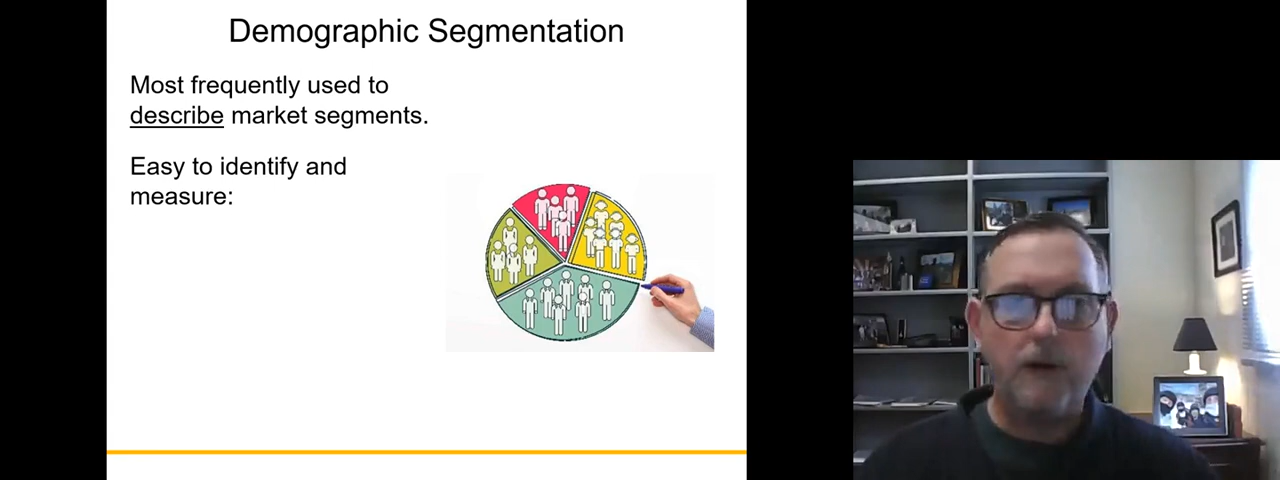 Demographic Segmentation
Most frequently used to
describe market segments.
Easy to identify and
measure: